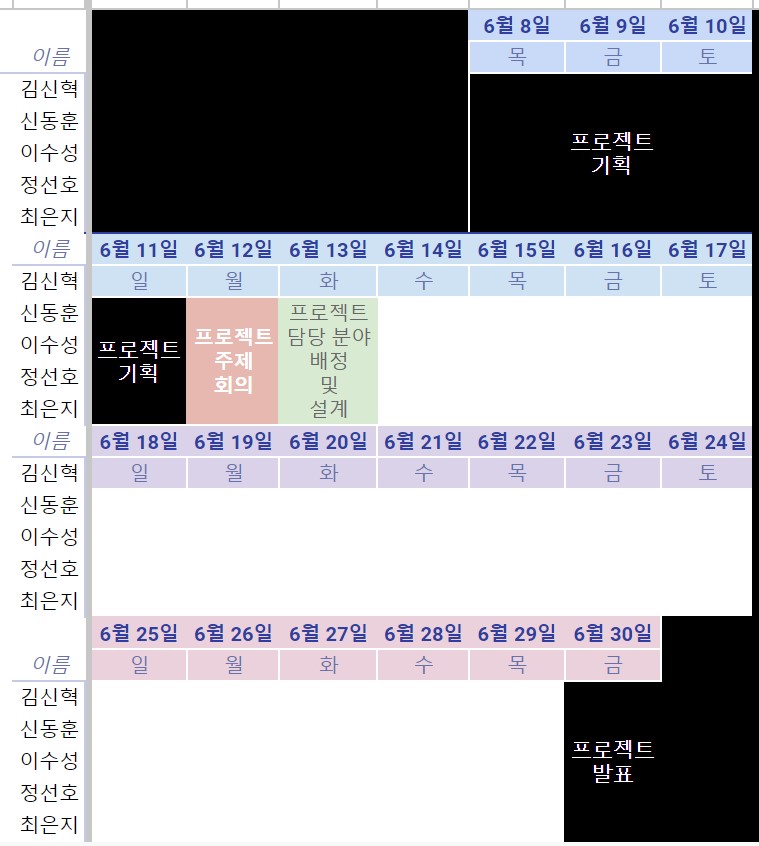 6월 8일 6월 9일 6월 10일
이름 목 금 토
김신혁
신동훈
이수성
정선호
최은지
프로젝트
기획
이름 6월 11일 6월 12일 6월 13일 6월 14일 6월 15일 6월 16일 6월 17일
김신혁 일 월 화 수 목 금 토
신동훈
이수성
정선호
최은지
프로젝트
기획
프로젝트
주제
회의
프로젝트
담당 분야
배정
및
설계
이름 6월 18일 6월 19일 6월 20일 6월 21일 6월 22일 6월 23일 6월 24일
김신혁 일 월 화 수 목 금 토
신동훈
이수성
정선호
최은지
6월 25일 6월 26일 6월 27일 6월 28일 6월 29일 6월 30일
이름 일 월 화 수 목 금
김신혁
신동훈
이수성
정선호
최은지
프로젝트
발표